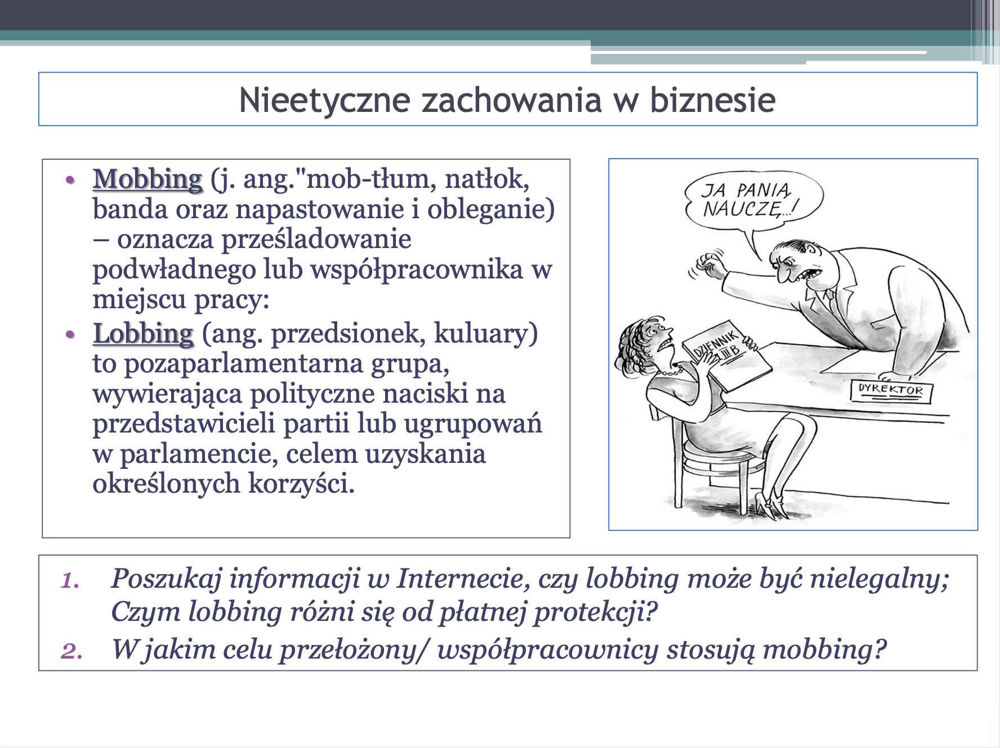 Nieetyczne zachowania w biznesie
• Mobbing (j. ang."mob-tłum, natłok,
banda oraz napastowanie i obleganie)
– oznacza prześladowanie
podwładnego lub współpracownika w
miejscu pracy:
• Lobbing (ang. przedsionek, kuluary)
to pozaparlamentarna grupa,
wywierająca polityczne naciski na
przedstawicieli partii lub ugrupowań
w parlamencie, celem uzyskania
określonych korzyści.
JA PANIĄ
NAUCZĘ...!
DZIENNIK
III B
DYREKTOR
1. Poszukaj informacji w Internecie, czy lobbing może być nielegalny;
Czym lobbing różni się od płatnej protekcji?
2. W jakim celu przełożony/ współpracownicy stosują mobbing?